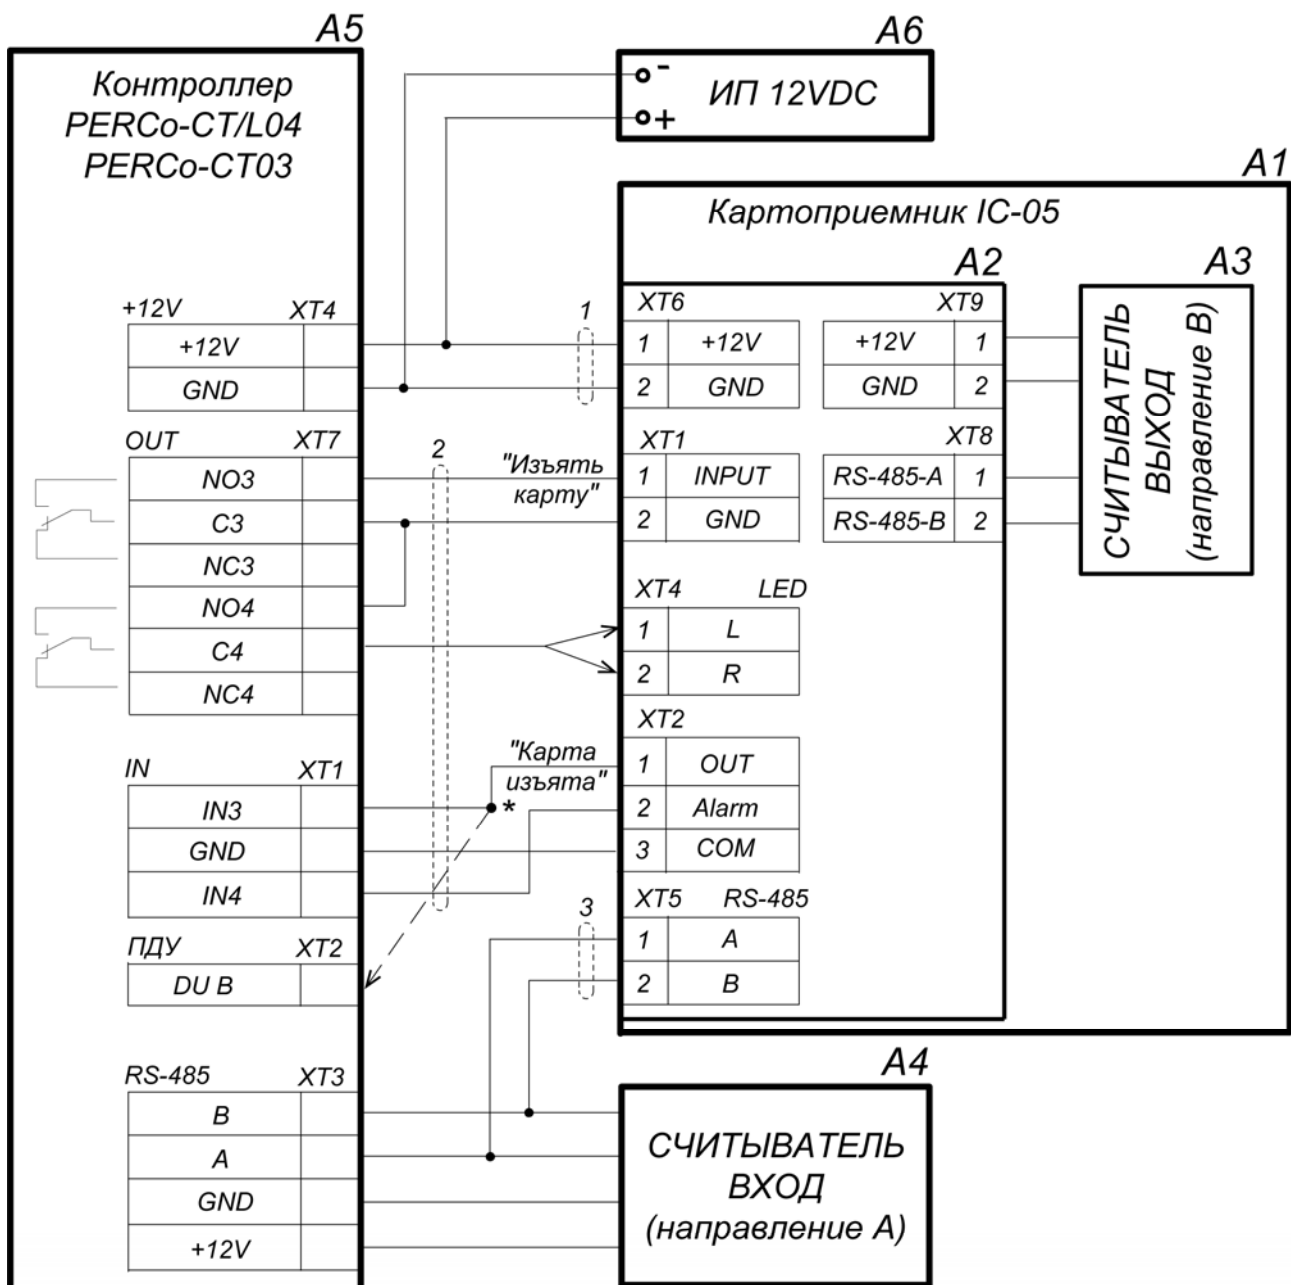 A5
Контроллер
PERCo-CT/L04
PERCo-CT03
A6
-
ИП 12VDC
+
A1
Картоприемник IC-05
A2
A3
+12V XT4
+12V
GND
1
XT6
1 +12V
2 GND
XT9
+12V 1
GND 2
СЧИТЫВАТЕЛЬ
ВЫХОД
(направление B)
OUT XT7
NO3
C3
NC3
NO4
C4
NC4
2
"Изъять
карту"
XT1
1 INPUT
2 GND
XT8
RS-485-A 1
RS-485-B 2
XT4 LED
1 L
2 R
XT2
1 OUT
2 Alarm
3 COM
"Карта
изъята"
*
IN XT1
IN3
GND
IN4
ПДУ XT2
DU B
3
XT5 RS-485
1 A
2 B
RS-485 XT3
B
A
GND
+12V
A4
СЧИТЫВАТЕЛЬ
ВХОД
(направление A)